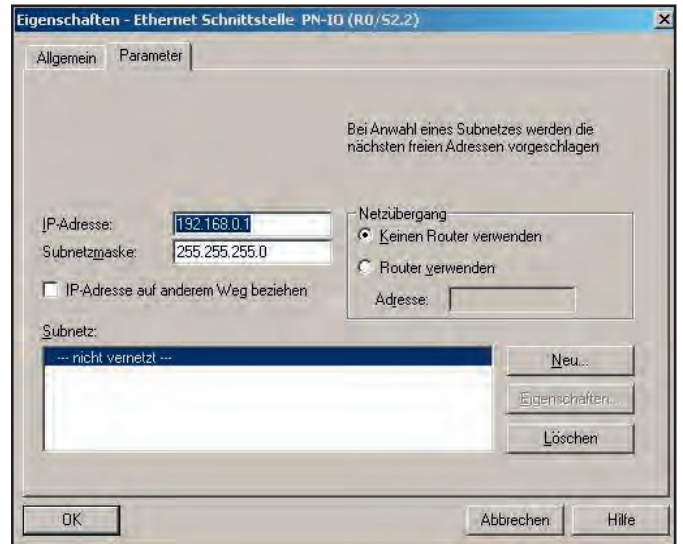 Eigenschaften - Ethernet Schnittstelle PN-IO (R0/S2.2)
Allgemein
Parameter
Bei Anwahl eines Subnetzes werden die
nächsten freien Adressen vorgeschlagen
IP-Adresse:
192.168.0.1
Subnetzmaske:
255.255.255.0
IP-Adresse auf anderem Weg beziehen
Netzübergang
Keinen Router verwenden
Router verwenden
Adresse:
Subnetz:
--- nicht vernetzt ---
Neu...
Eigenschaften...
Löschen
OK
Abbrechen
Hilfe